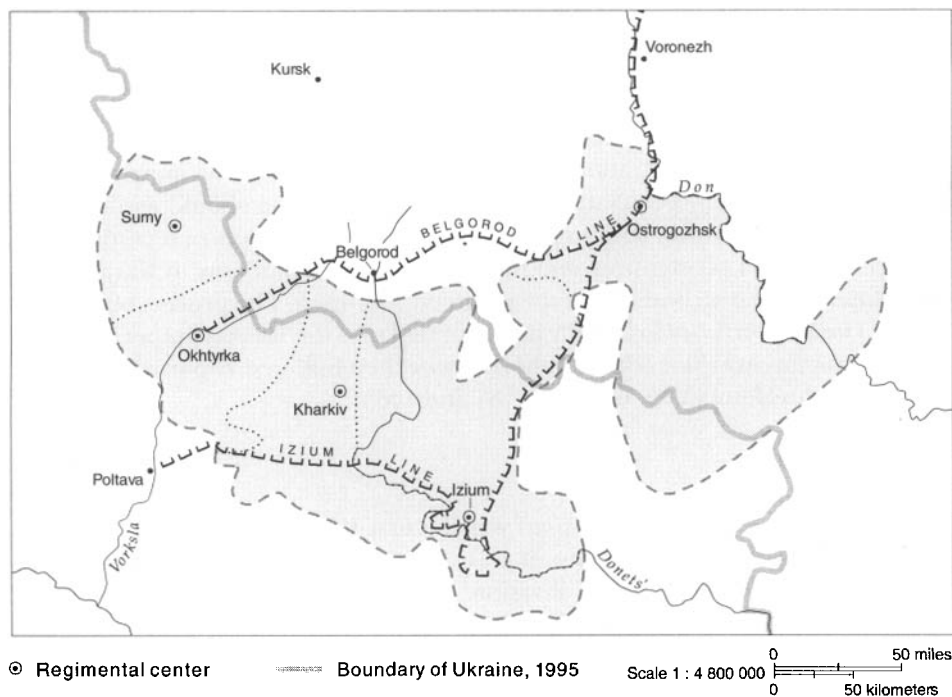 Voronezh
Kursk
Don
Sumy
BELGOROD LINE
Ostrogozhsk
Belgorod
Okhtyrka
Kharkiv
IZIUM LINE
Poltava
Izium
Vorksla
Donets'
Regimental center
Boundary of Ukraine, 1995
Scale 1 : 4 800 000
0 50 miles
0 50 kilometers